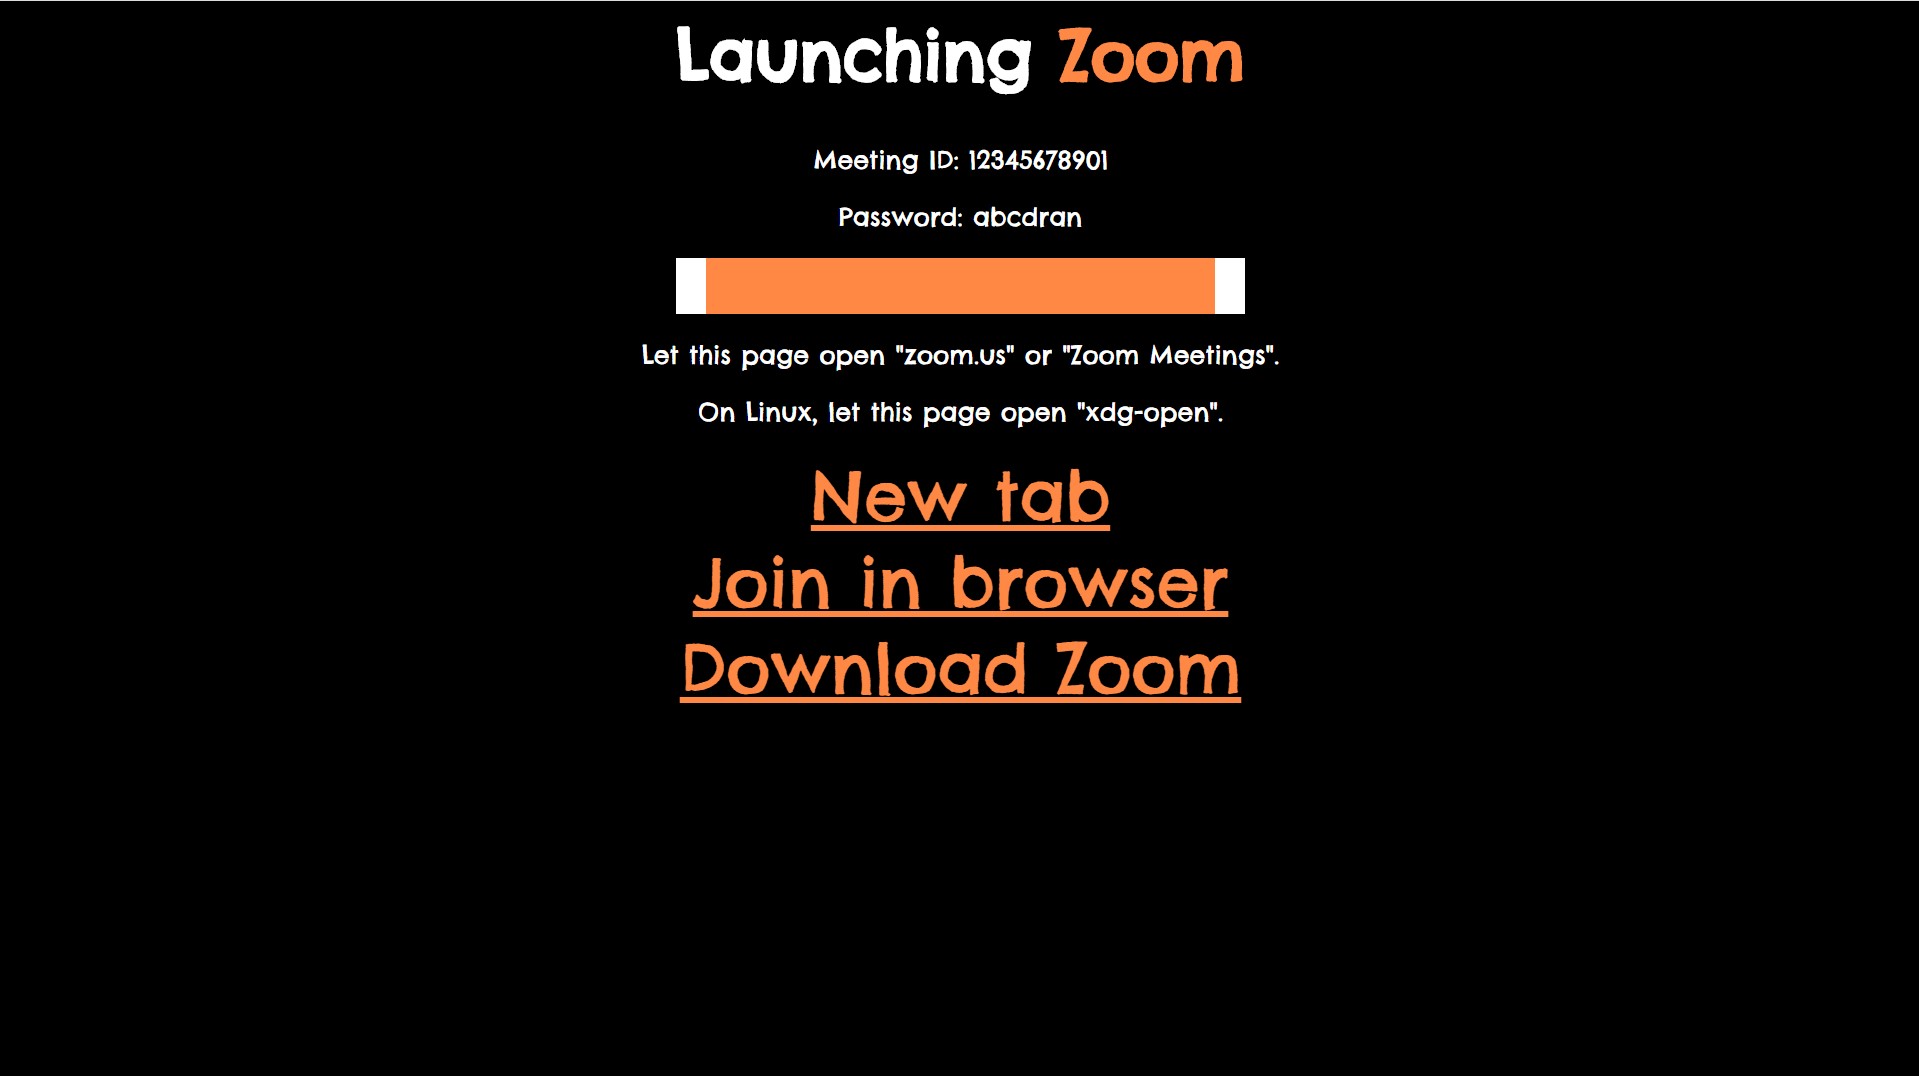 Launching Zoom
Meeting ID: 12345678901
Password: abcdran
Let this page open "zoom.us" or "Zoom Meetings".
On Linux, let this page open "xdg-open".
New tab
Join in browser
Download Zoom